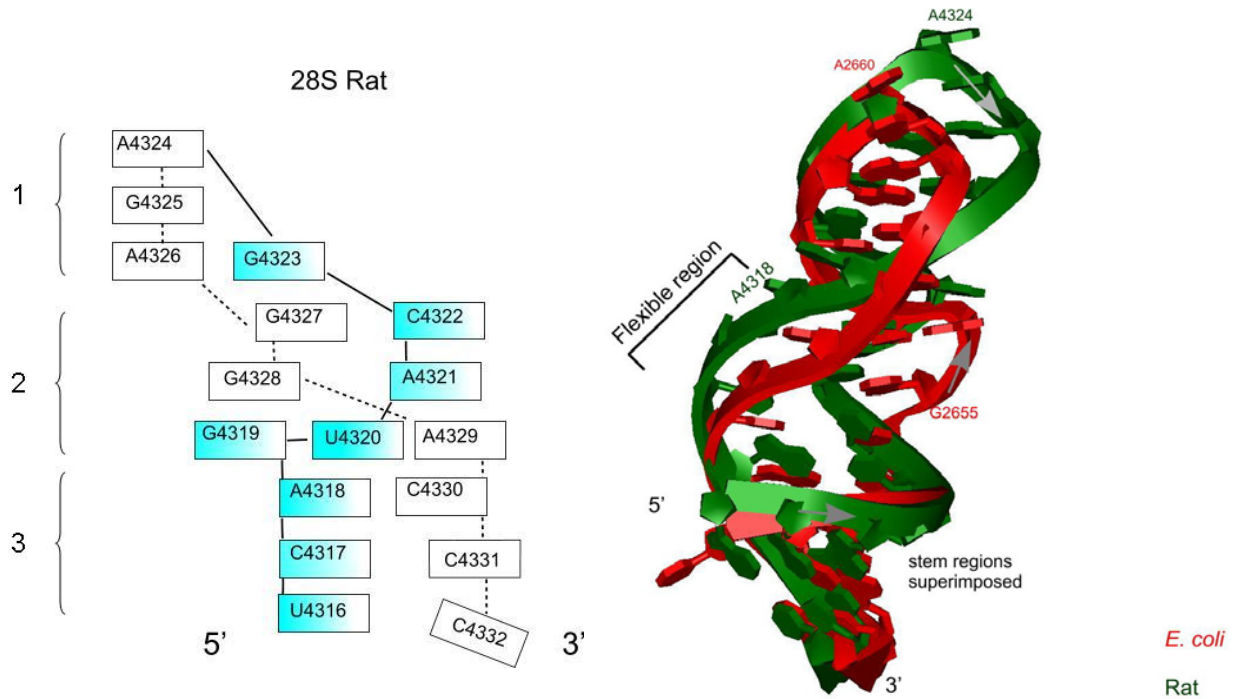 28S Rat
1
2
3
A4324
G4325
A4326
G4323
G4327
C4322
G4328
A4321
G4319
U4320
A4329
A4318
C4330
C4317
C4331
U4316
C4332
5’
3’
A4324
A2660
Flexible region
A4318
G2655
5’
stem regions
superimposed
3’
E. coli
Rat